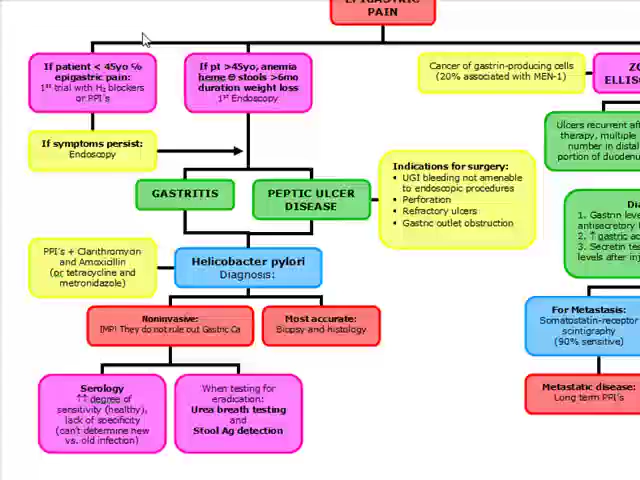 EPIGASTRIC
PAIN
If patient < 45yo c/o
epigastric pain:
1st trial with H2 blockers
or PPI's
If pt >45yo, anemia
heme ⊕ stools >6mo
duration weight loss
1st Endoscopy
Cancer of gastrin-producing cells
(20% associated with MEN-1)
ZO
ELLIS
If symptoms persist:
Endoscopy
Ulcers recurrent aft
therapy, multiple
number in distal
portion of duoden
GASTRITIS
PEPTIC ULCER
DISEASE
Indications for surgery:
• UGI bleeding not amenable
to endoscopic procedures
• Perforation
• Refractory ulcers
• Gastric outlet obstruction
Dia
1. Gastrin leve
antisecretory
2. ↑ gastric ac
3. Secretin tes
levels after inj
PPI's + Clarithromycin
and Amoxicillin
(or tetracycline and
metronidazole)
Helicobacter pylori
Diagnosis:
Noninvasive:
IMP! They do not rule out Gastric Ca
Most accurate:
Biopsy and histology
For Metastasis:
Somatostatin-receptor
scintigraphy
(90% sensitive)
Serology
↑↑ degree of
sensitivity (healthy),
lack of specificity
(can't determine new
vs. old infection)
When testing for
eradication:
Urea breath testing
and
Stool Ag detection
Metastatic disease:
Long term PPI's